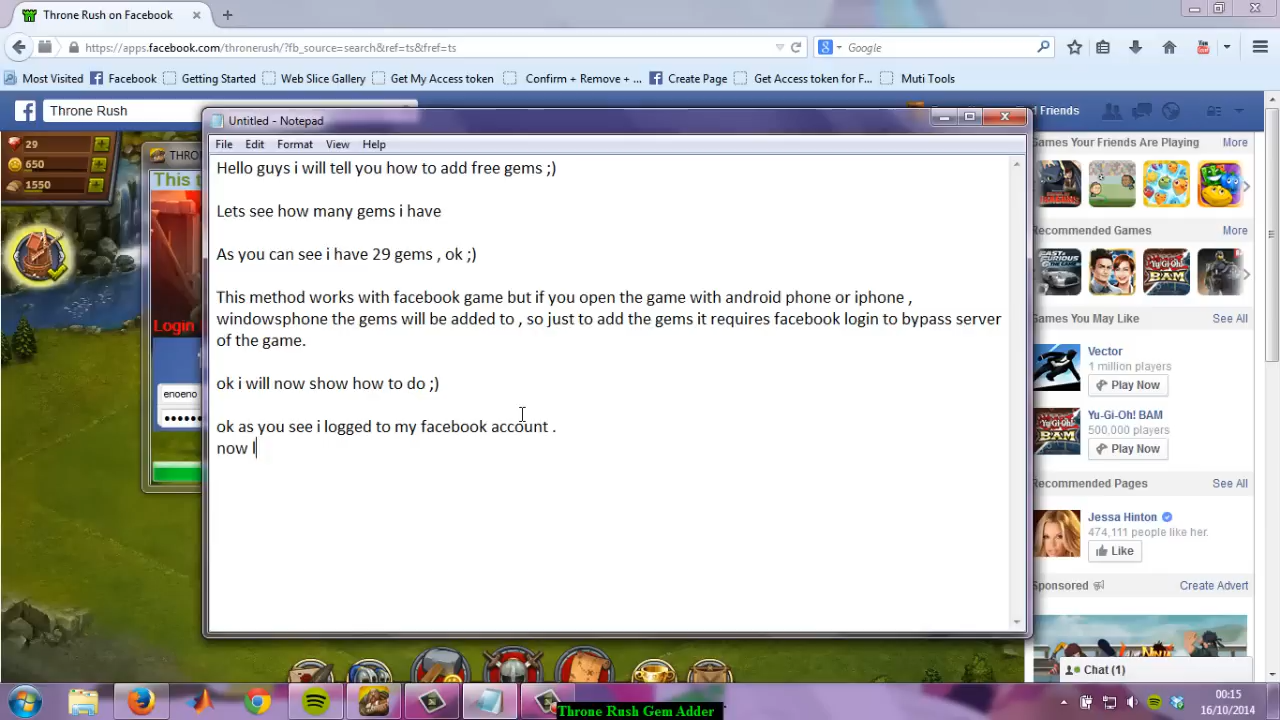 Throne Rush on Facebook
https://apps.facebook.com/thronerush/?fb_source=search&ref=ts&fref=ts
Google
Most Visited
Facebook
Getting Started
Web Slice Gallery
Get My Access token
Confirm + Remove + ...
Create Page
Get Access token for F...
Muti Tools
Throne Rush
Friends
29
650
1550
THRO
This
Login
enoeno
Untitled - Notepad
File Edit Format View Help
Hello guys i will tell you how to add free gems ;)
Lets see how many gems i have
As you can see i have 29 gems , ok ;)
This method works with facebook game but if you open the game with android phone or iphone ,
windowsphone the gems will be added to , so just to add the gems it requires facebook login to bypass server
of the game.
ok i will now show how to do ;)
ok as you see i logged to my facebook account .
now I
Games Your Friends Are Playing More
Recommended Games More
YU-GI-OH! BAM
Games You May Like See All
Vector
1 million players
Play Now
Yu-Gi-Oh! BAM
500,000 players
Play Now
Recommended Pages See All
Jessa Hinton
474,111 people like her.
Like
Sponsored Create Advert
Chat (1)
Throne Rush Gem Adder
00:15
16/10/2014